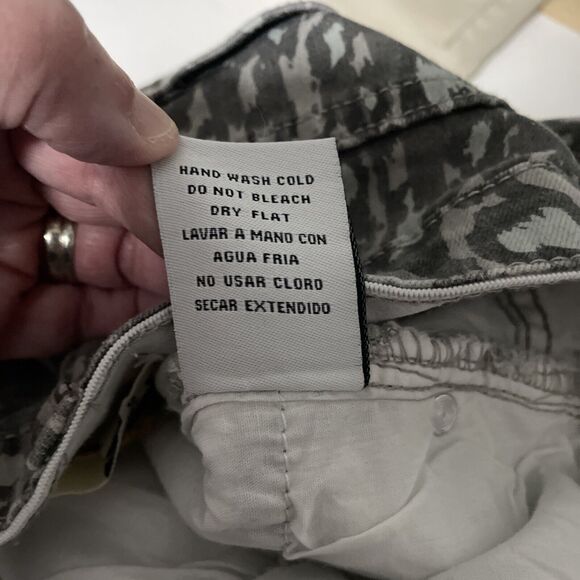 HAND WASH COLD
DO NOT BLEACH
DRY FLAT
LAVAR A MANO CON
AGUA FRIA
NO USAR CLORO
SECAR EXTENDIDO